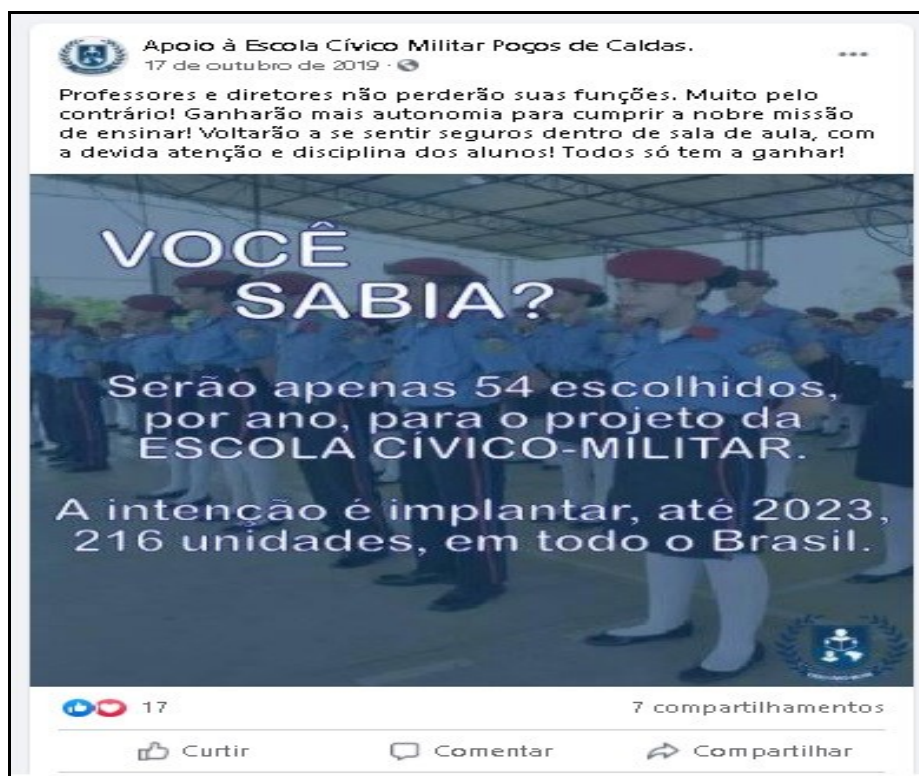 Apoio à Escola Cívico Militar Poços de Caldas.
17 de outubro de 2019 ·
Professores e diretores não perderão suas funções. Muito pelo
contrário! Ganharão mais autonomia para cumprir a nobre missão
de ensinar! Voltarão a se sentir seguros dentro de sala de aula, com
a devida atenção e disciplina dos alunos! Todos só tem a ganhar!
VOCÊ
SABIA?
Serão apenas 54 escolhidos,
por ano, para o projeto da
ESCOLA CÍVICO-MILITAR.
A intenção é implantar, até 2023,
216 unidades, em todo o Brasil.
17
7 compartilhamentos
Curtir
Comentar
Compartilhar